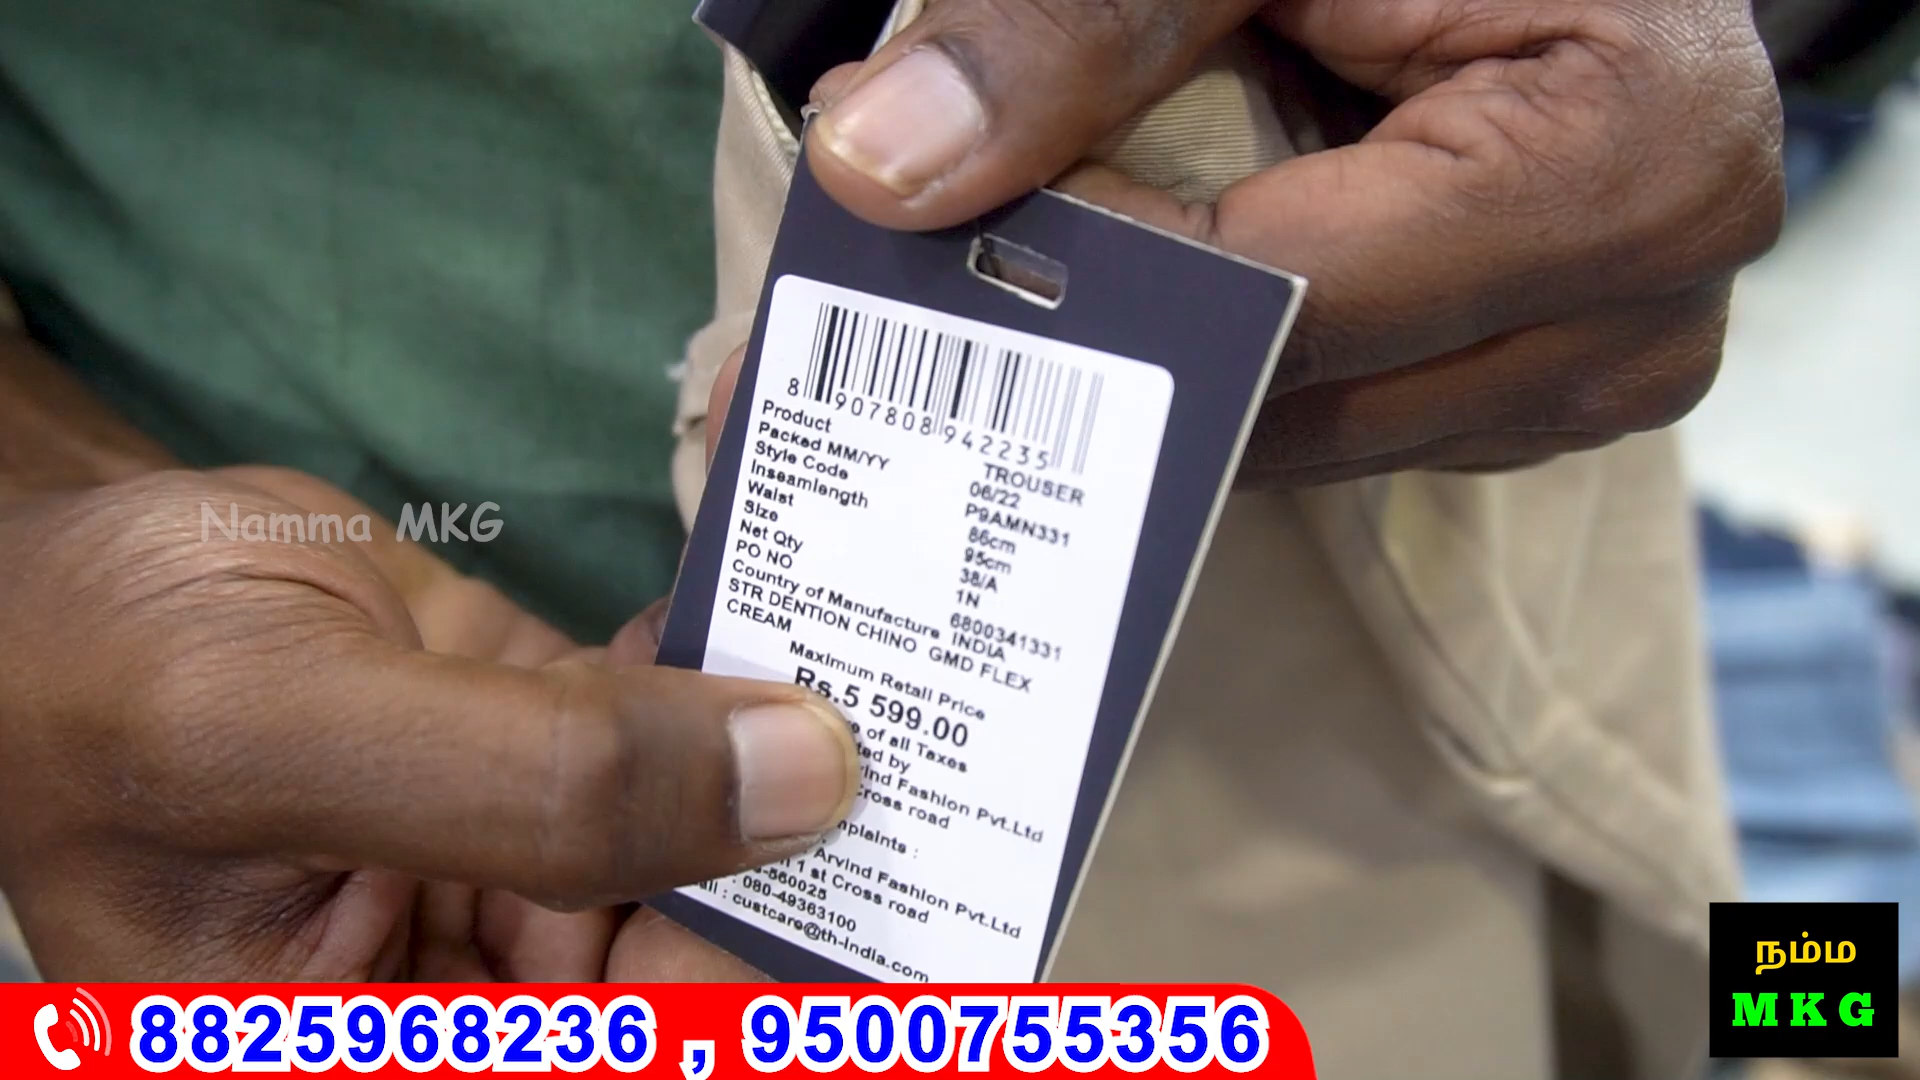 8 907808 942235
Product TROUSER
Packed MM/YY 06/22
Style Code P9AMN331
Inseamlength 86cm
Waist 95cm
Size 38/A
Net Qty 1N
PO NO 6800341331
Country of Manufacture INDIA
STR DENTION CHINO GMD FLEX
CREAM
Maximum Retail Price
Rs.5 599.00
of all Taxes
by
Fashion Pvt.Ltd
Cross road
:
Arvind Fashion Pvt.Ltd
1 st Cross road
-560025
: 080-49363100
: custcare@th-india.com
Namma MKG
நம்ம
MKG
8825968236 , 9500755356